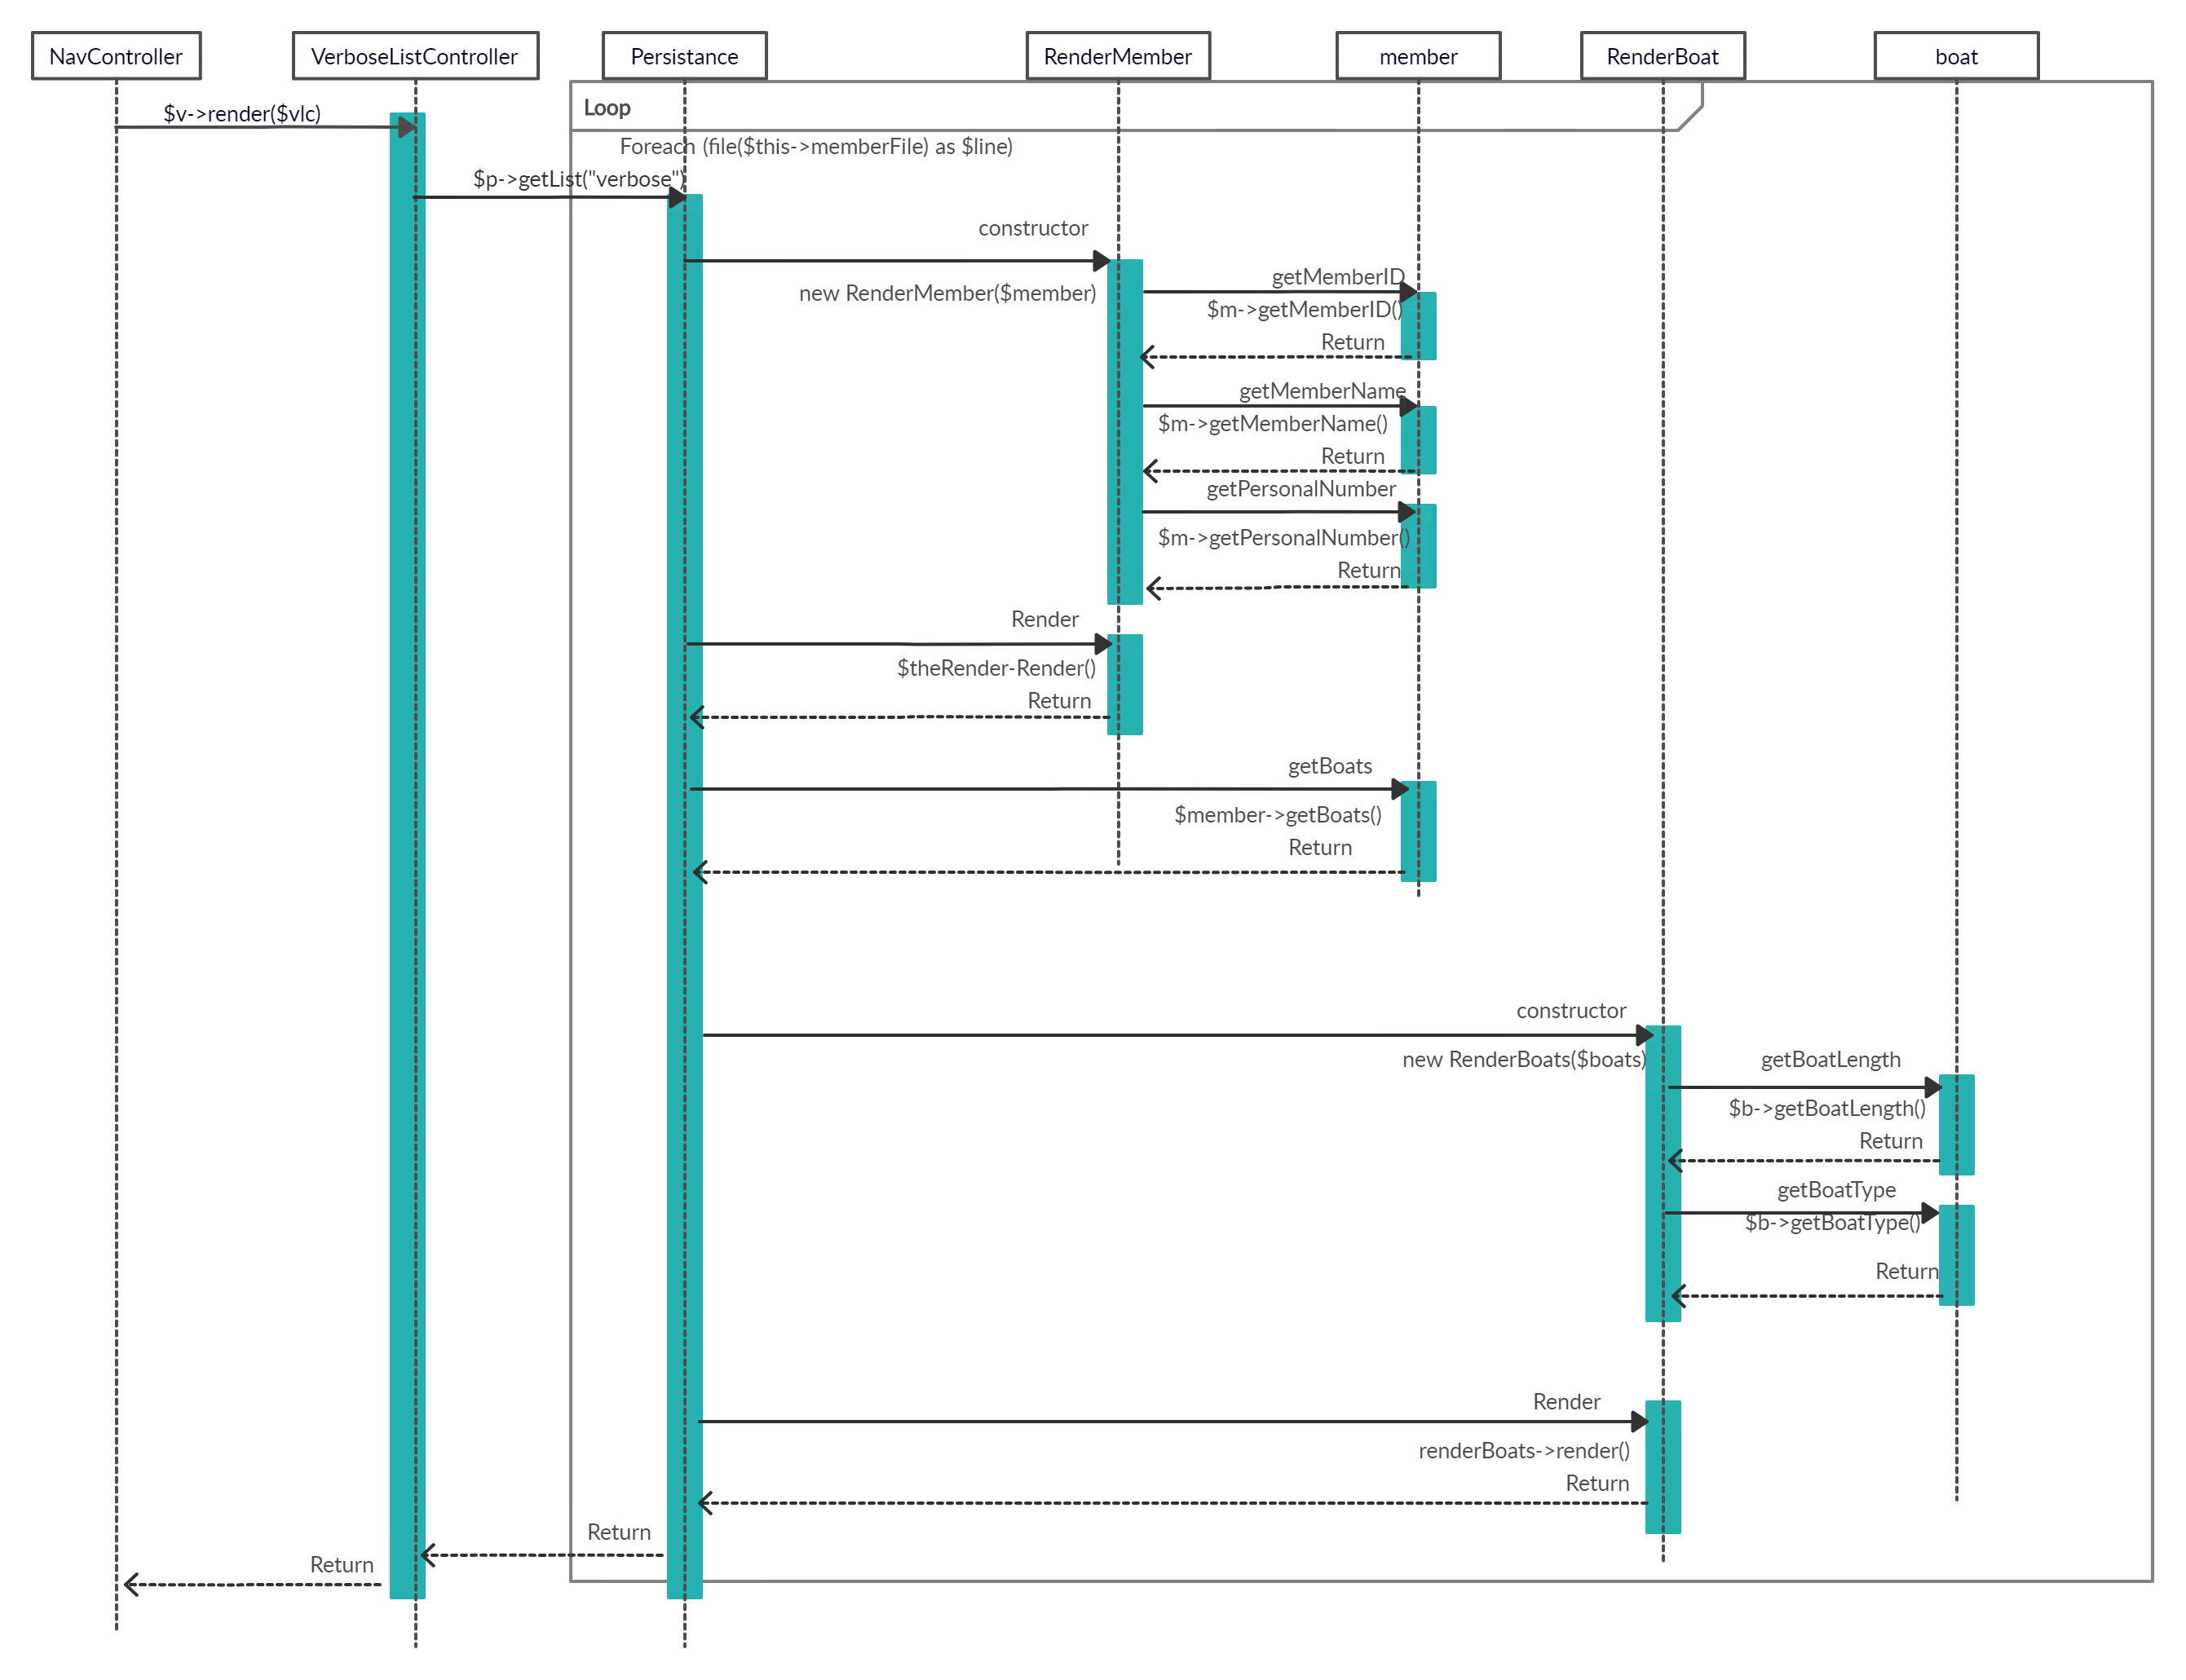 NavController
VerboseListController
Persistance
RenderMember
member
RenderBoat
boat
Loop
$v->render($vlc)
Foreach (file($this->memberFile) as $line)
$p->getList("verbose")
constructor
new RenderMember($member)
getMemberID
$m->getMemberID()
Return
getMemberName
$m->getMemberName()
Return
getPersonalNumber
$m->getPersonalNumber()
Return
Render
$theRender-Render()
Return
getBoats
$member->getBoats()
Return
constructor
new RenderBoats($boats)
getBoatLength
$b->getBoatLength()
Return
getBoatType
$b->getBoatType()
Return
Render
renderBoats->render()
Return
Return
Return